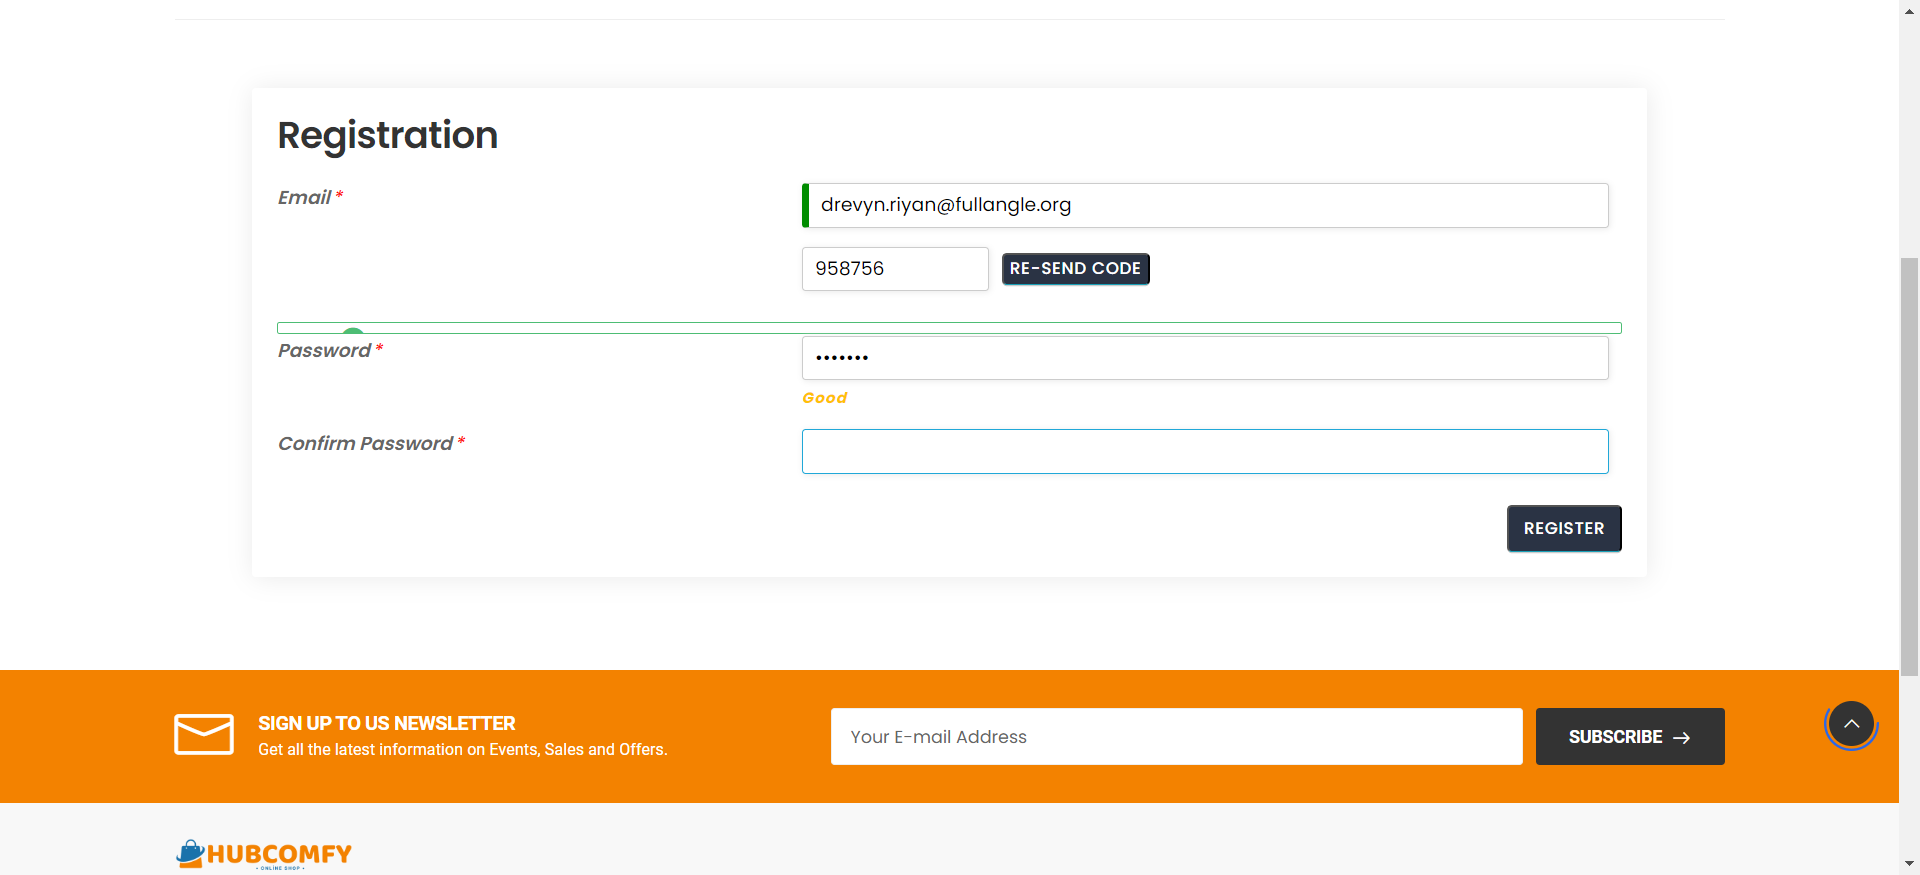 Registration
Email *
drevyn.riyan@fullangle.org
958756
RE-SEND CODE
Password *
•••••••
Good
Confirm Password *
REGISTER
SIGN UP TO US NEWSLETTER
Get all the latest information on Events, Sales and Offers.
Your E-mail Address
SUBSCRIBE →
HUBCOMFY
• ONLINE SHOP •